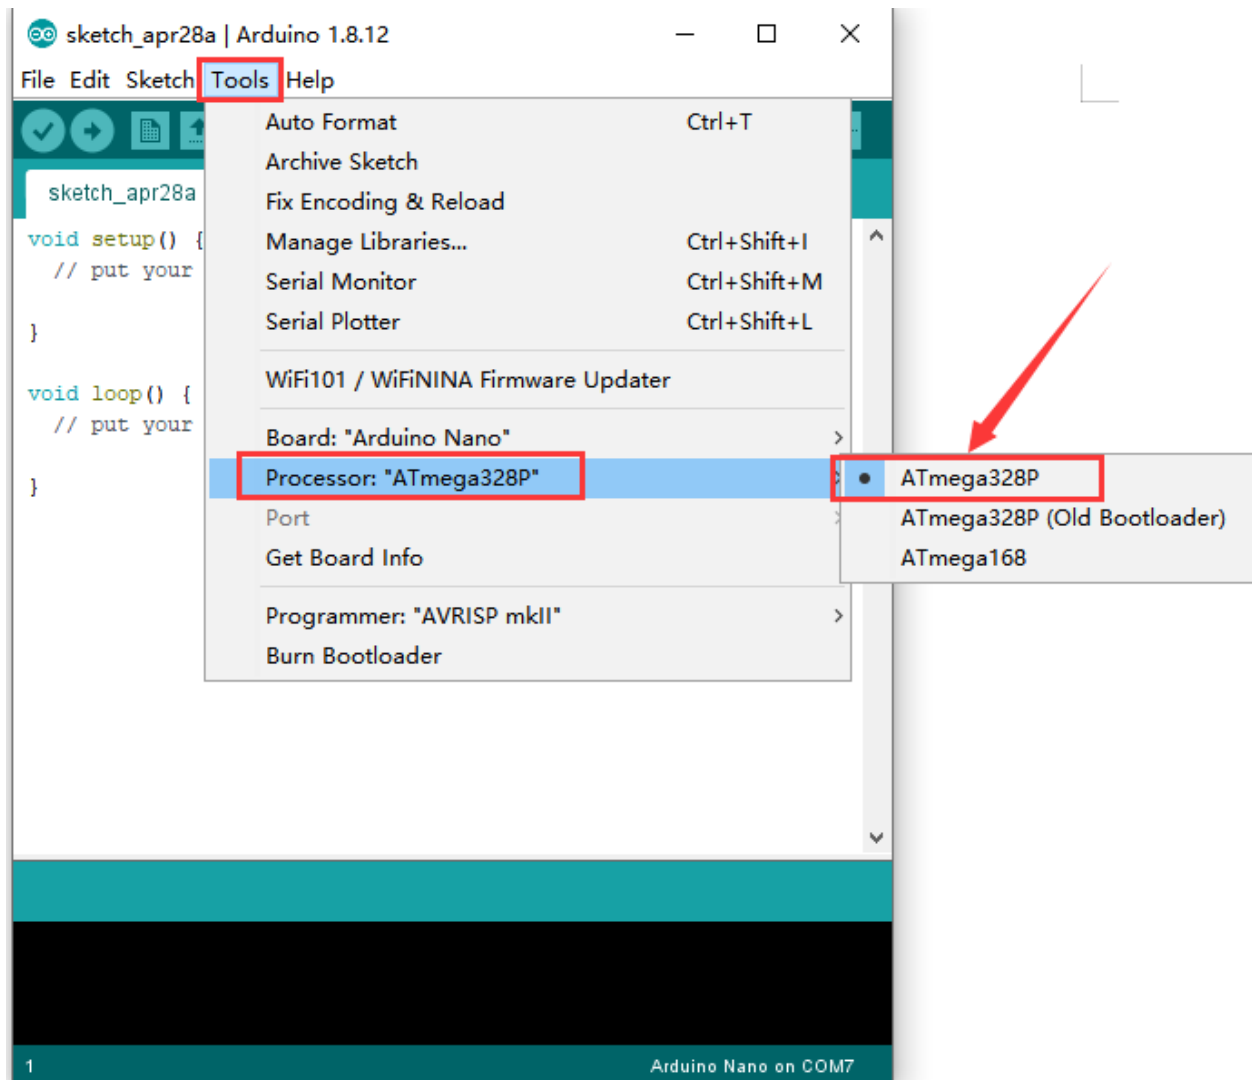 sketch_apr28a | Arduino 1.8.12
File Edit Sketch Tools Help
sketch_apr28a
void setup() {
// put your
}
void loop() {
// put your
}
Auto Format Ctrl+T
Archive Sketch
Fix Encoding & Reload
Manage Libraries... Ctrl+Shift+I
Serial Monitor Ctrl+Shift+M
Serial Plotter Ctrl+Shift+L
WiFi101 / WiFiNINA Firmware Updater
Board: "Arduino Nano"
Processor: "ATmega328P"
Port
Get Board Info
Programmer: "AVRISP mkII"
Burn Bootloader
ATmega328P
ATmega328P (Old Bootloader)
ATmega168
1 Arduino Nano on COM7